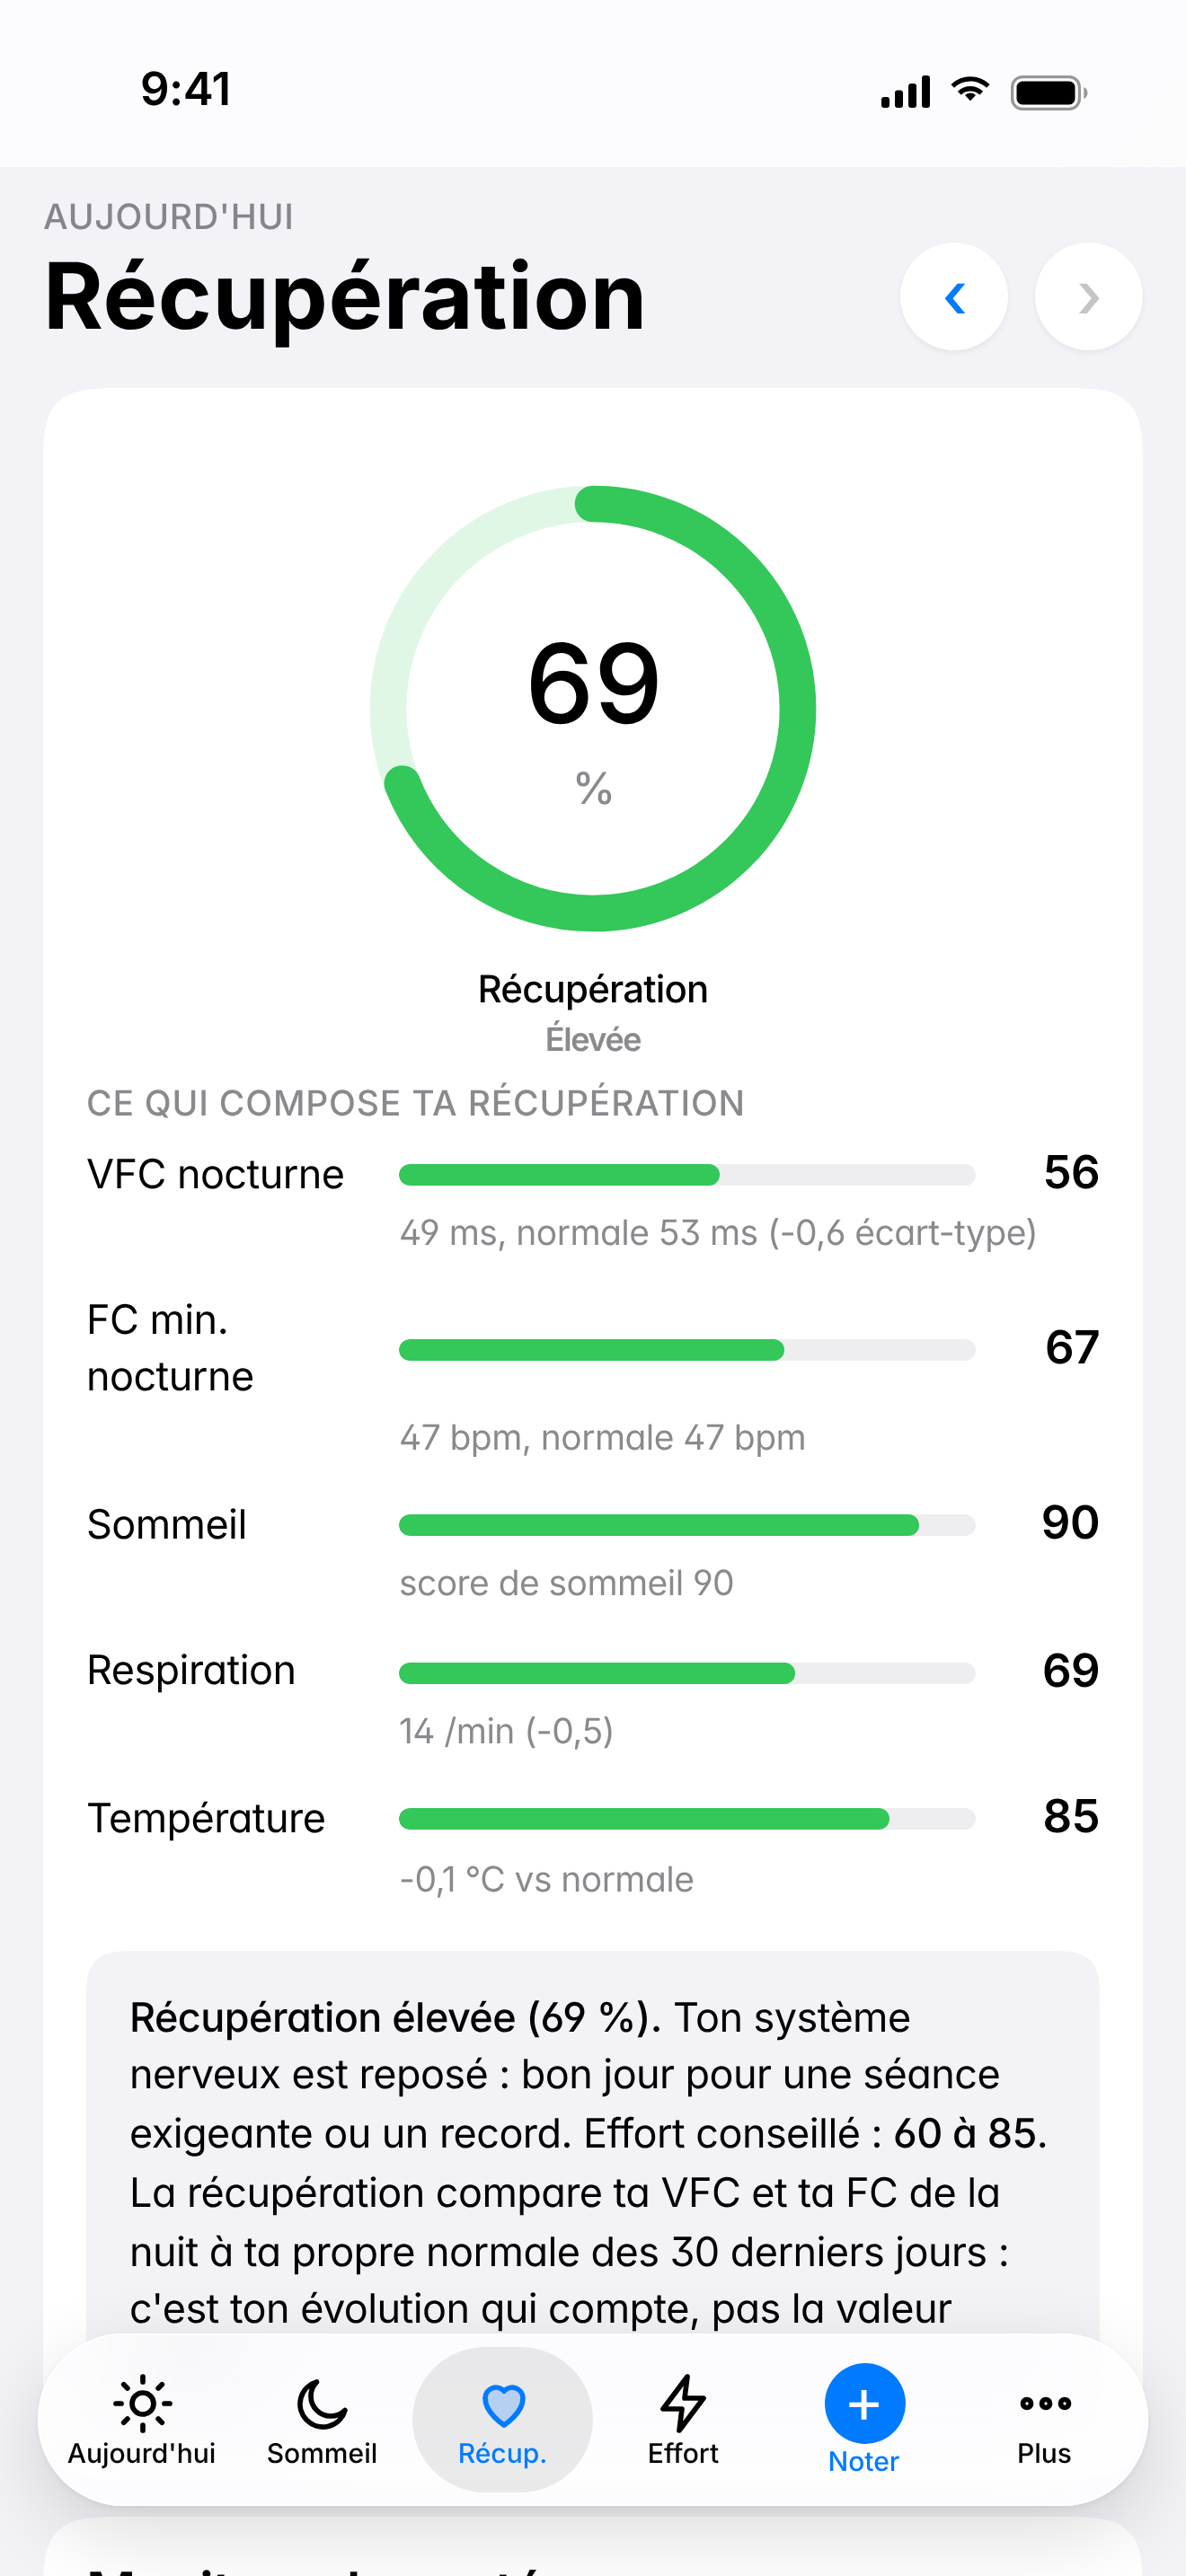 9:41
AUJOURD'HUI
Récupération
69
%
Récupération
Élevée
CE QUI COMPOSE TA RÉCUPÉRATION
VFC nocturne 56
49 ms, normale 53 ms (-0,6 écart-type)
FC min.
nocturne 67
47 bpm, normale 47 bpm
Sommeil 90
score de sommeil 90
Respiration 69
14 /min (-0,5)
Température 85
-0,1 °C vs normale
Récupération élevée (69 %). Ton système
nerveux est reposé : bon jour pour une séance
exigeante ou un record. Effort conseillé : 60 à 85.
La récupération compare ta VFC et ta FC de la
nuit à ta propre normale des 30 derniers jours :
c'est ton évolution qui compte, pas la valeur
Aujourd'hui Sommeil Récup. Effort Noter Plus